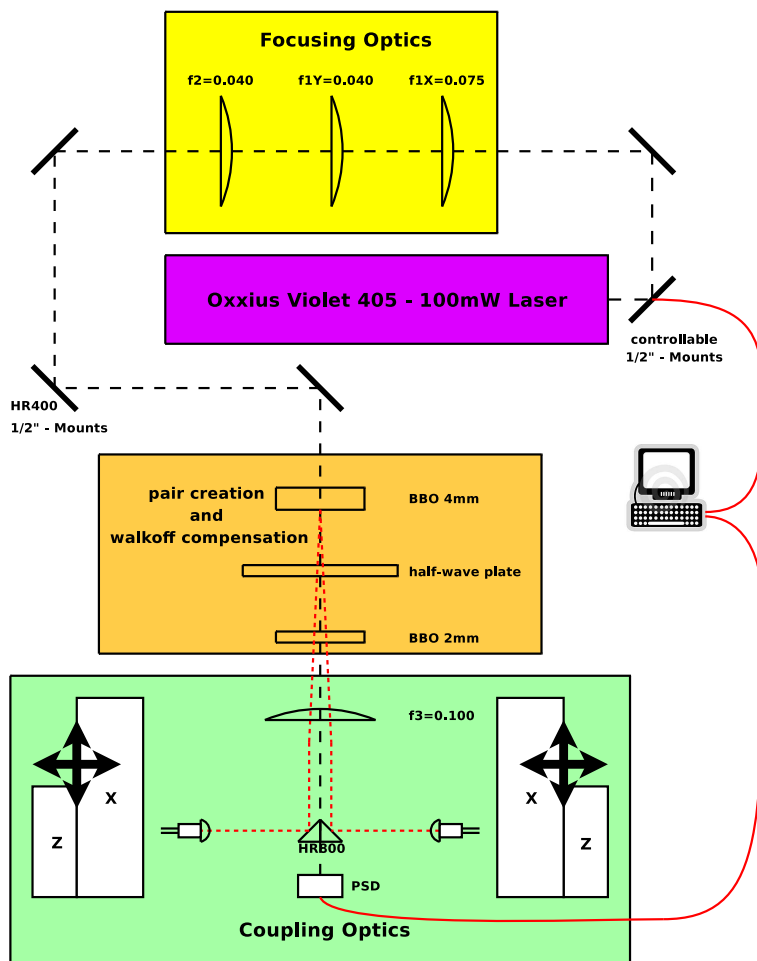 Focusing Optics
f2=0.040
f1Y=0.040
f1X=0.075
Oxxius Violet 405 - 100mW Laser
controllable
1/2" - Mounts
HR400
1/2" - Mounts
pair creation
and
walkoff compensation
BBO 4mm
half-wave plate
BBO 2mm
f3=0.100
X
Z
X
Z
HR800
PSD
Coupling Optics